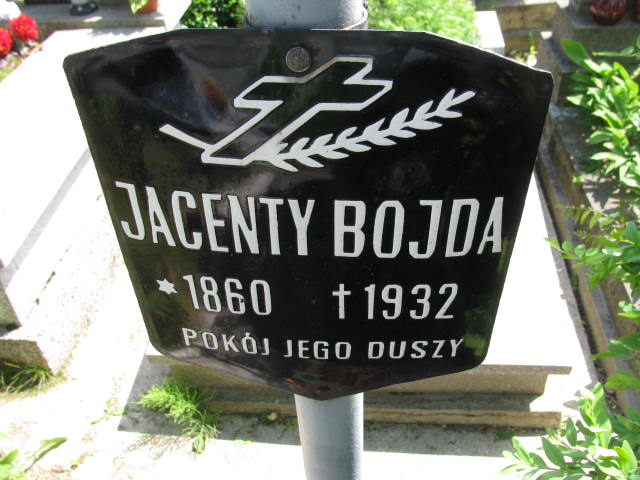 JACENTY BOJDA
* 1860 † 1932
POKÓJ JEGO DUSZY